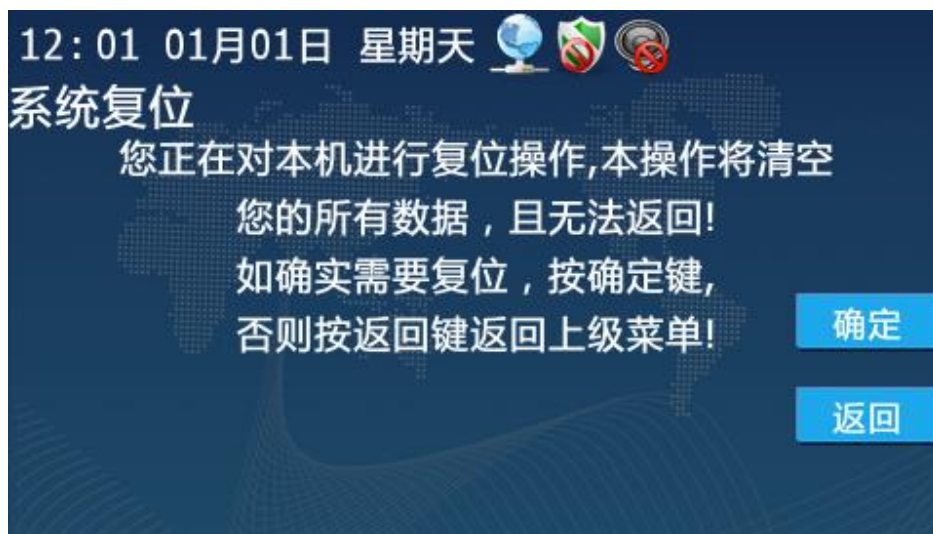 12:01 01月01日 星期天
系统复位
您正在对本机进行复位操作,本操作将清空
您的所有数据，且无法返回!
如确实需要复位，按确定键,
否则按返回键返回上级菜单!
确定
返回